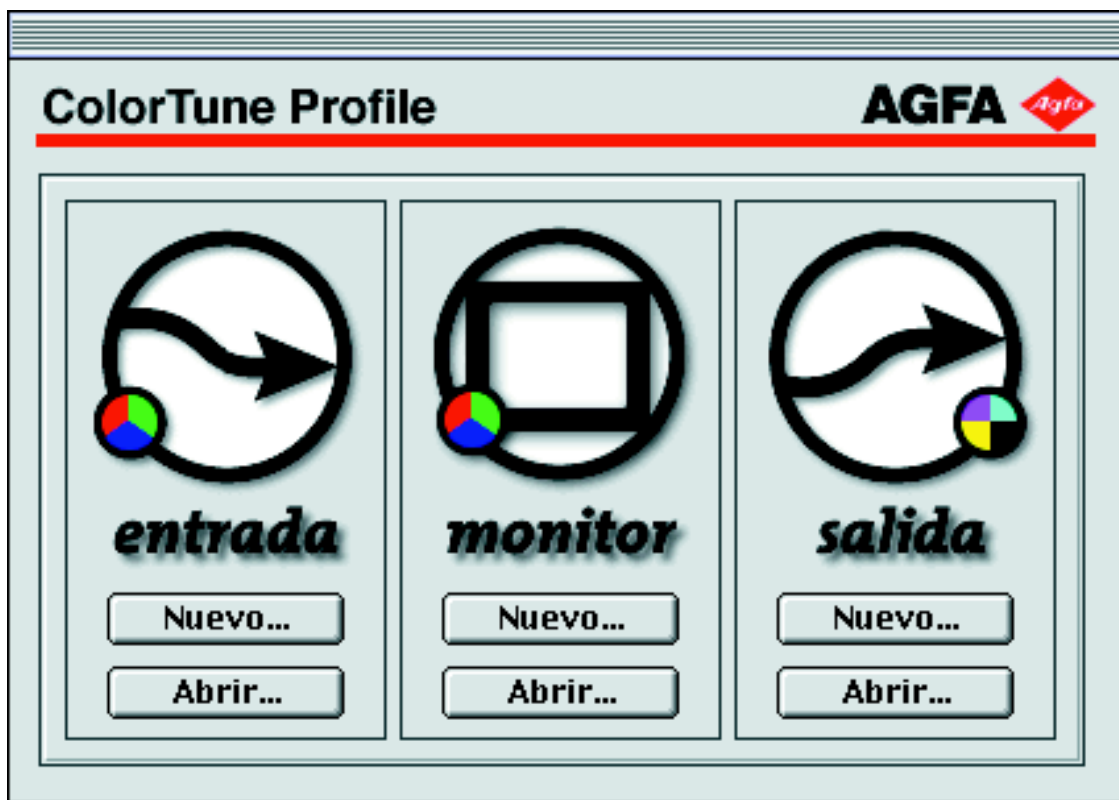 ColorTune Profile
AGFA Agfa
entrada
Nuevo...
Abrir...
monitor
Nuevo...
Abrir...
salida
Nuevo...
Abrir...